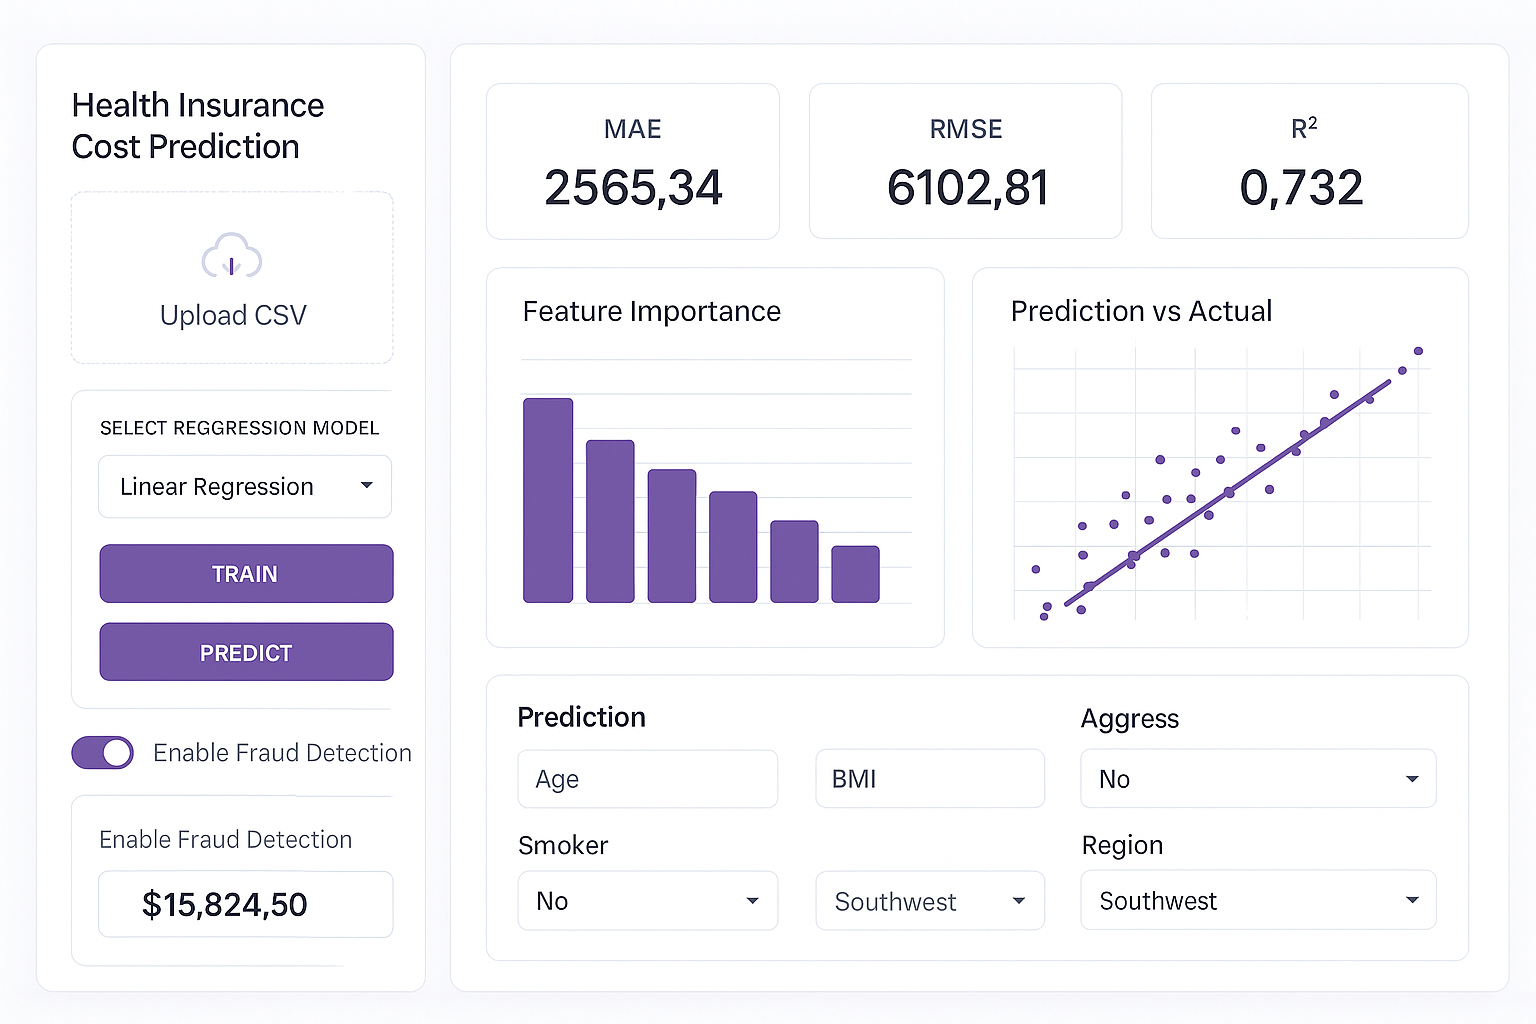 Health Insurance
Cost Prediction
Upload CSV
SELECT REGGRESSION MODEL
Linear Regression
TRAIN
PREDICT
Enable Fraud Detection
Enable Fraud Detection
$15,824,50
MAE
2565,34
RMSE
6102,81
R²
0,732
Feature Importance
Prediction vs Actual
Prediction
Age
BMI
Aggress
No
Smoker
No
Southwest
Region
Southwest